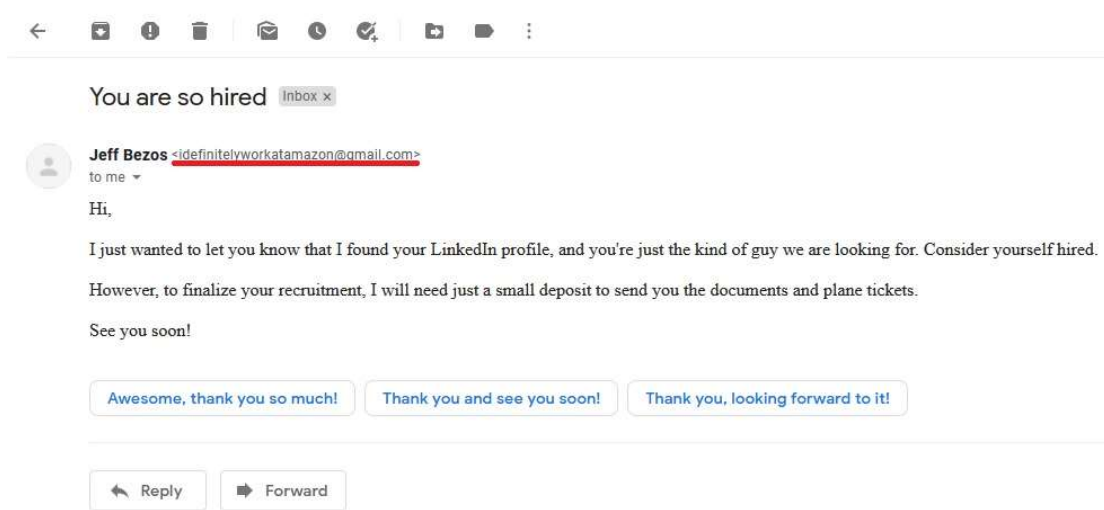 You are so hired Inbox ×
Jeff Bezos <idefinitelyworkatamazon@gmail.com>
to me
Hi,
I just wanted to let you know that I found your LinkedIn profile, and you're just the kind of guy we are looking for. Consider yourself hired.
However, to finalize your recruitment, I will need just a small deposit to send you the documents and plane tickets.
See you soon!
Awesome, thank you so much! Thank you and see you soon! Thank you, looking forward to it!
Reply Forward